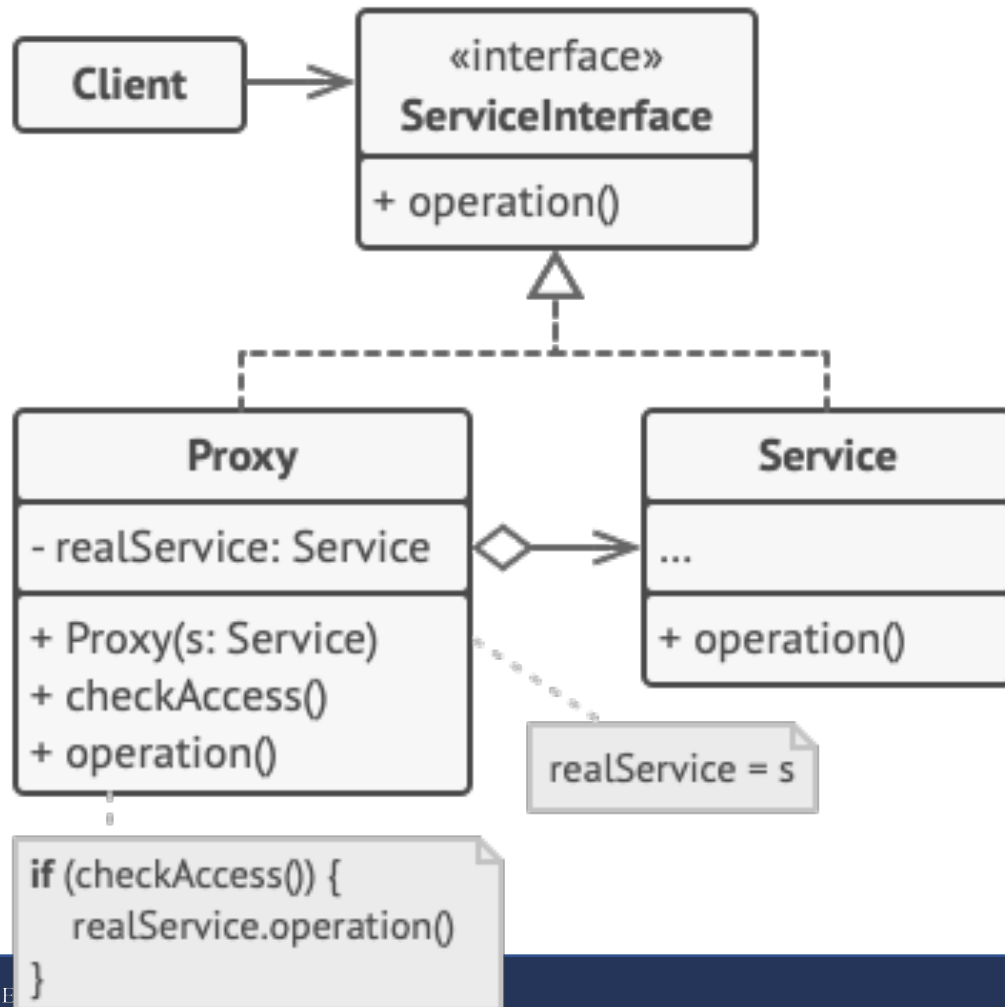 Client
«interface»
ServiceInterface
+ operation()
Proxy
- realService: Service
+ Proxy(s: Service)
+ checkAccess()
+ operation()
Service
...
+ operation()
realService = s
if (checkAccess()) {
realService.operation()
}